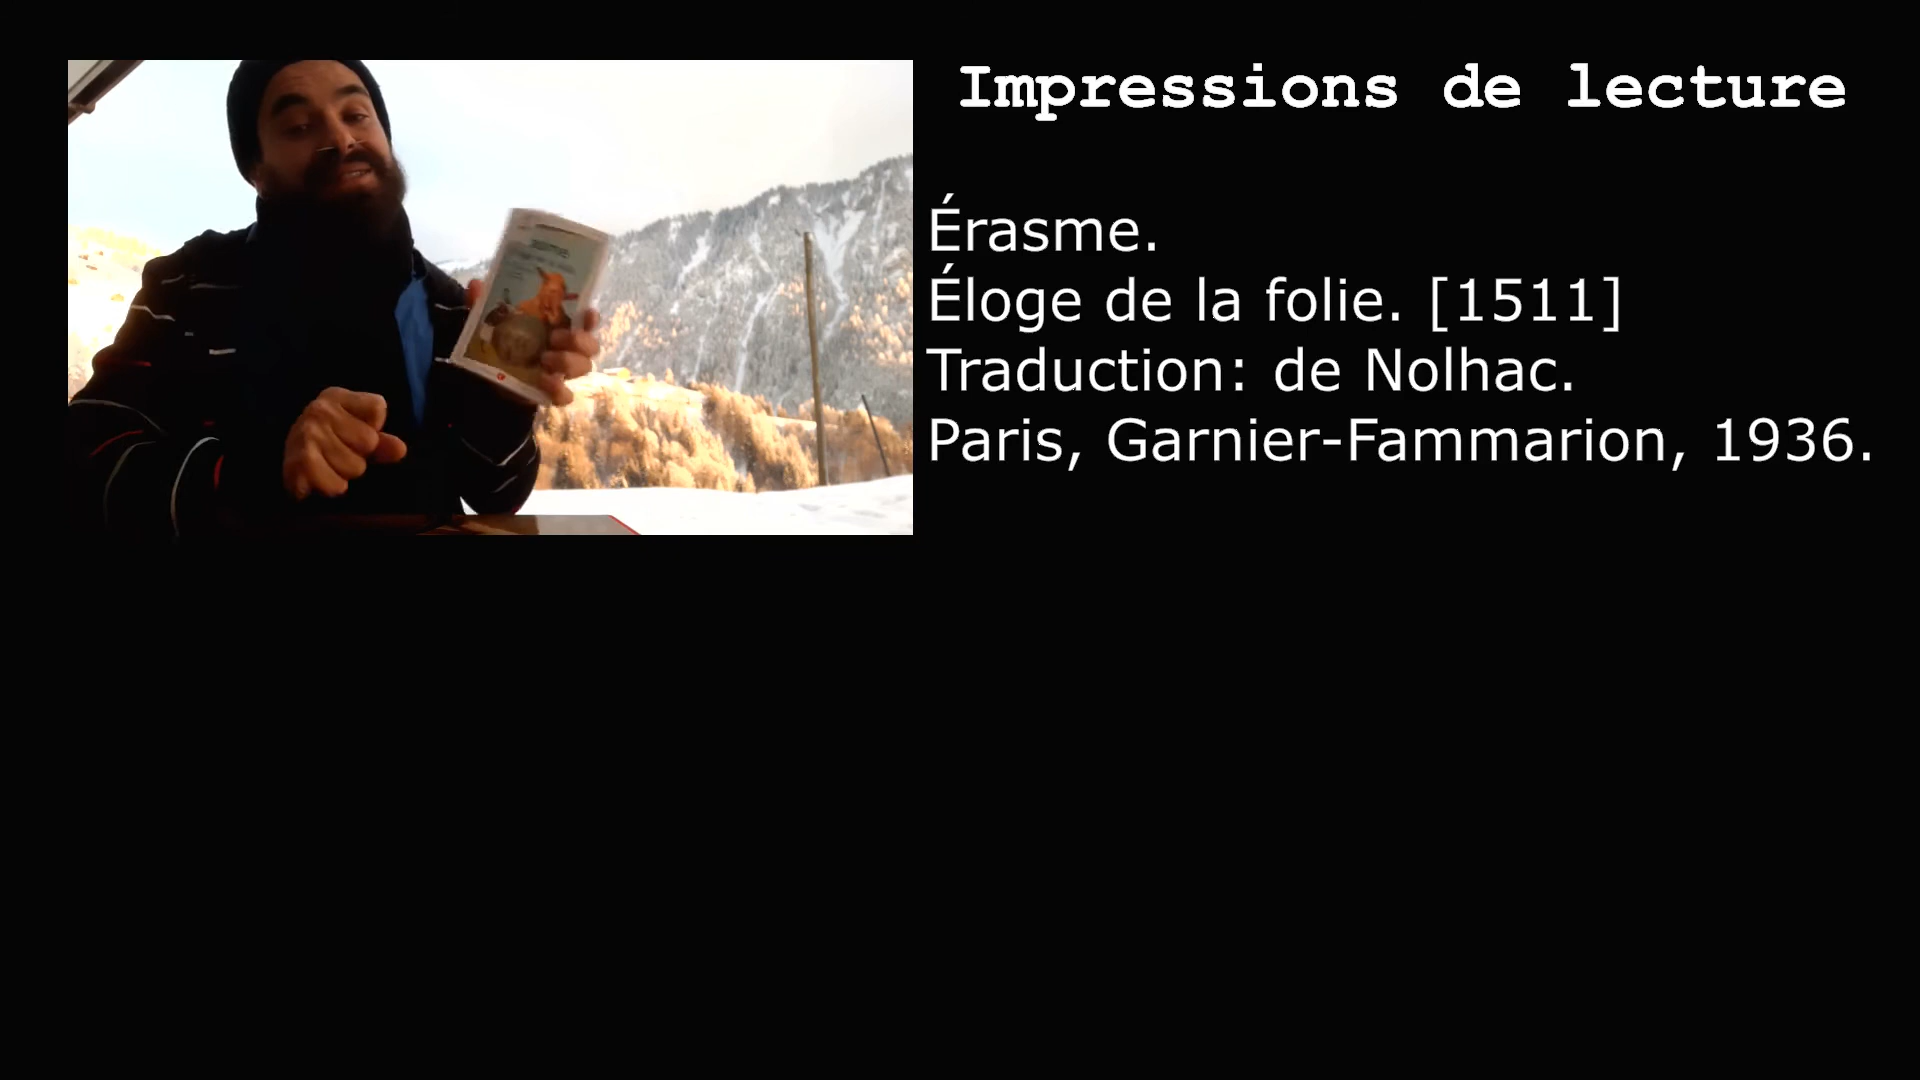 Impressions de lecture
Érasme.
Éloge de la folie. [1511]
Traduction: de Nolhac.
Paris, Garnier-Fammarion, 1936.